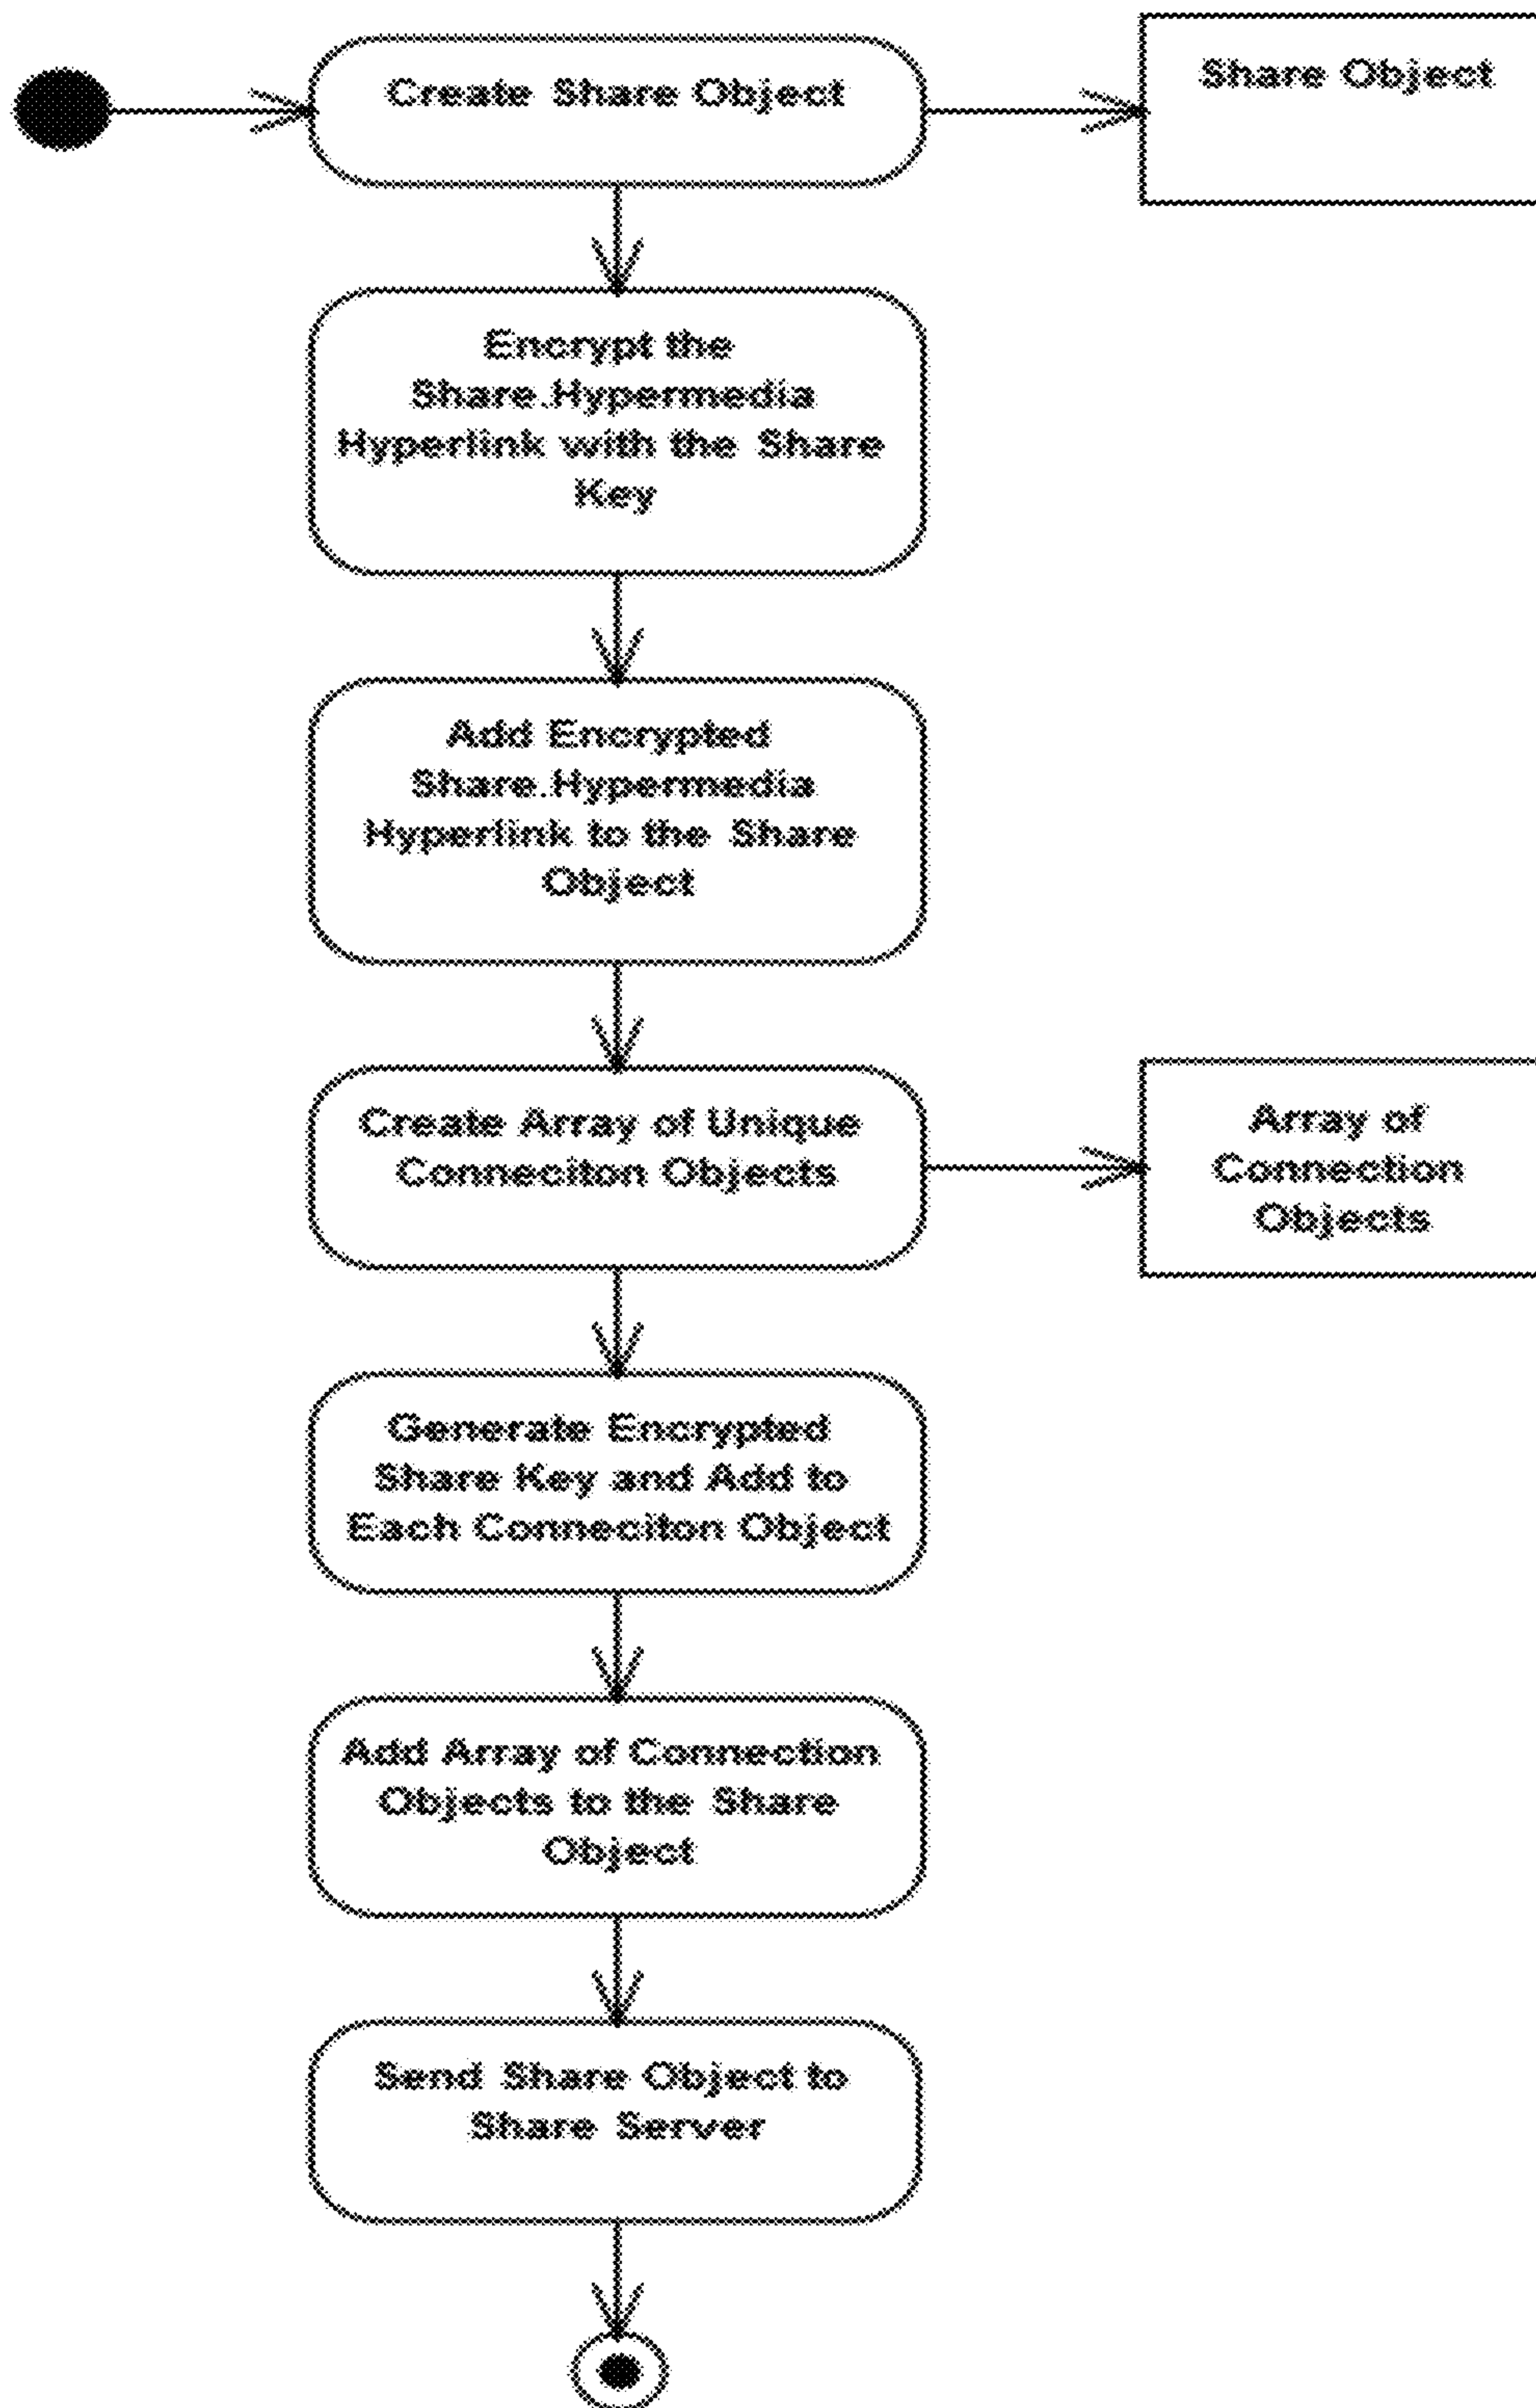 Create Share Object
Share Object
Encrypt the
Share.Hypermedia
Hyperlink with the Share
Key
Add Encrypted
Share.Hypermedia
Hyperlink to the Share
Object
Create Array of Unique
Conneciton Objects
Array of
Connection
Objects
Generate Encrypted
Share Key and Add to
Each Conneciton Object
Add Array of Connection
Objects to the Share
Object
Send Share Object to
Share Server